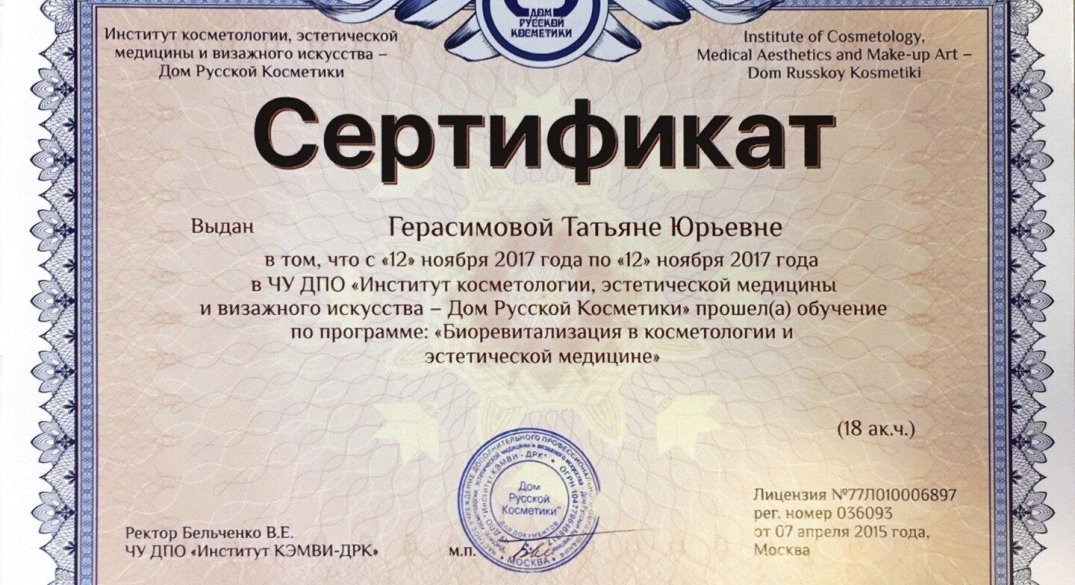 ДОМ
РУССКОЙ
КОСМЕТИКИ
Институт косметологии, эстетической
медицины и визажного искусства –
Дом Русской Косметики
Institute of Cosmetology,
Medical Aesthetics and Make-up Art –
Dom Russkoy Kosmetiki
Сертификат
Выдан Герасимовой Татьяне Юрьевне
в том, что с «12» ноября 2017 года по «12» ноября 2017 года
в ЧУ ДПО «Институт косметологии, эстетической медицины
и визажного искусства – Дом Русской Косметики» прошел(а) обучение
по программе: «Биоревитализация в косметологии и
эстетической медицине»
(18 ак.ч.)
Дом
Русской
Косметики"
МОСКВА
Лицензия №77Л010006897
рег. номер 036093
от 07 апреля 2015 года,
Москва
Ректор Бельченко В.Е.
ЧУ ДПО «Институт КЭМВИ-ДРК» м.п.